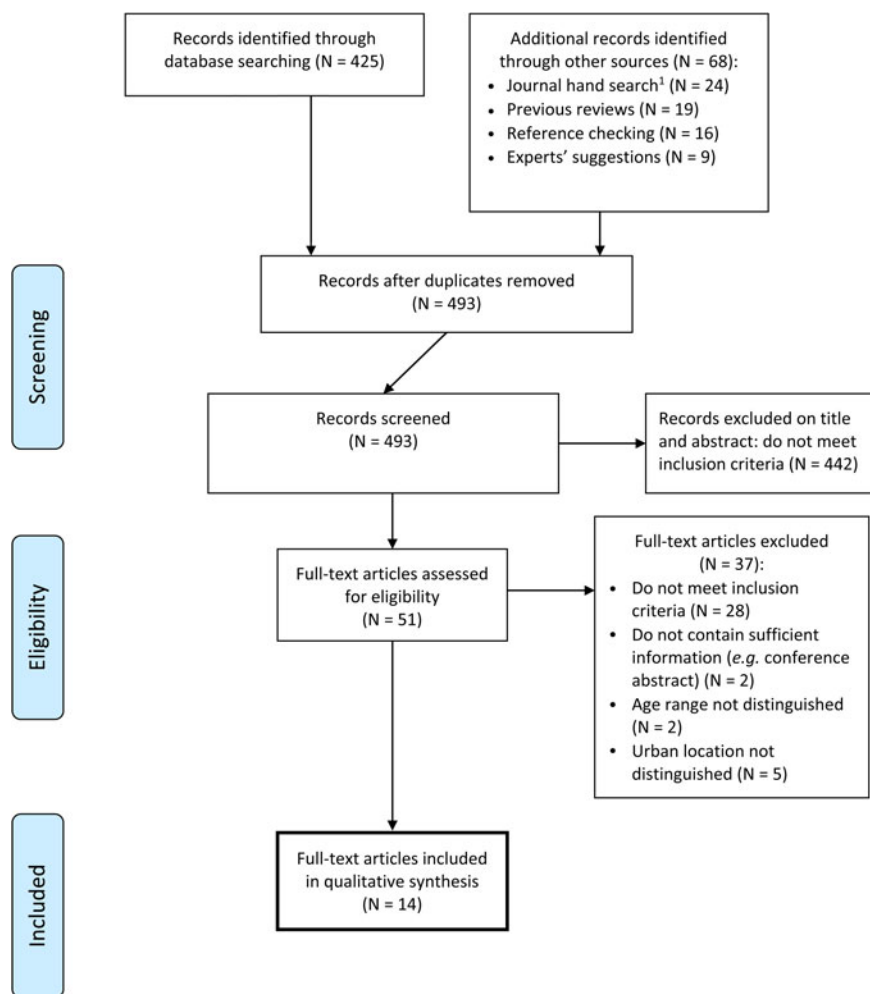 Records identified through
database searching (N = 425)
Additional records identified
through other sources (N = 68):
• Journal hand search¹ (N = 24)
• Previous reviews (N = 19)
• Reference checking (N = 16)
• Experts’ suggestions (N = 9)
Screening
Records after duplicates removed
(N = 493)
Records screened
(N = 493)
Records excluded on title
and abstract: do not meet
inclusion criteria (N = 442)
Eligibility
Full-text articles assessed
for eligibility
(N = 51)
Full-text articles excluded
(N = 37):
• Do not meet inclusion
criteria (N = 28)
• Do not contain sufficient
information (e.g. conference
abstract) (N = 2)
• Age range not distinguished
(N = 2)
• Urban location not
distinguished (N = 5)
Included
Full-text articles included
in qualitative synthesis
(N = 14)